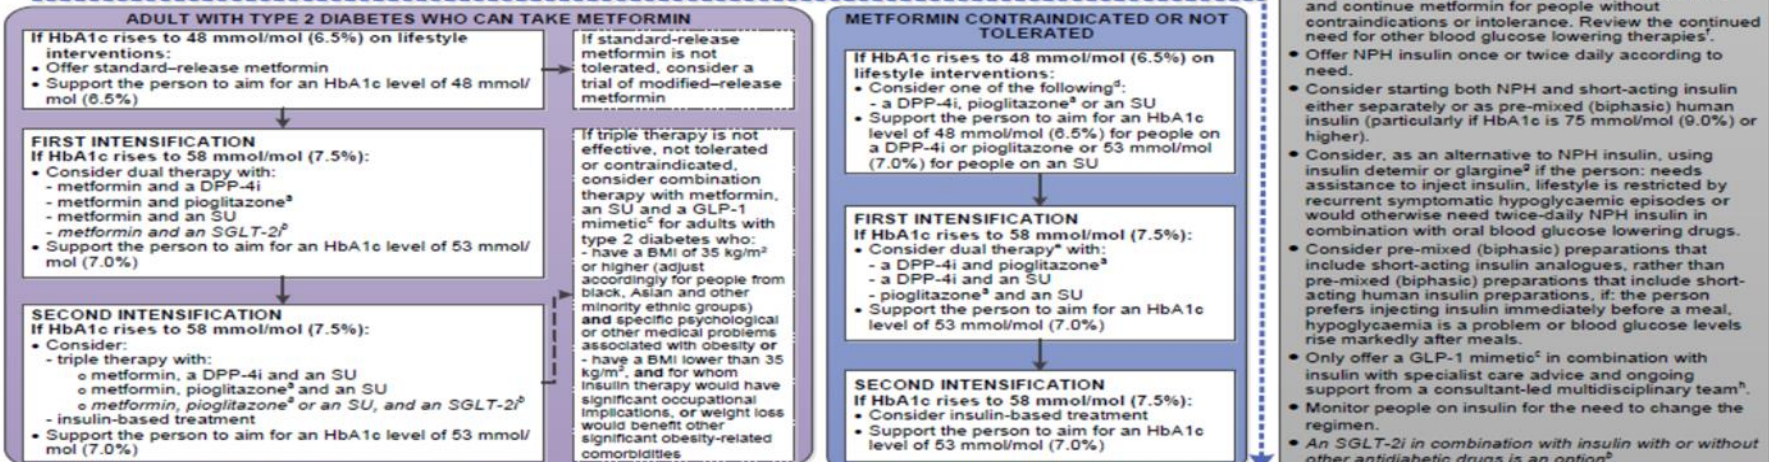 ADULT WITH TYPE 2 DIABETES WHO CAN TAKE METFORMIN
If HbA1c rises to 48 mmol/mol (6.5%) on lifestyle
interventions:
• Offer standard–release metformin
• Support the person to aim for an HbA1c level of 48 mmol/
mol (6.5%)
If standard-release
metformin is not
tolerated, consider a
trial of modified–release
metformin
FIRST INTENSIFICATION
If HbA1c rises to 58 mmol/mol (7.5%):
• Consider dual therapy with:
- metformin and a DPP-4i
- metformin and pioglitazoneᵃ
- metformin and an SU
- metformin and an SGLT-2iᵇ
• Support the person to aim for an HbA1c level of 53 mmol/
mol (7.0%)
SECOND INTENSIFICATION
If HbA1c rises to 58 mmol/mol (7.5%):
• Consider:
- triple therapy with:
o metformin, a DPP-4i and an SU
o metformin, pioglitazoneᵃ and an SU
o metformin, pioglitazoneᵃ or an SU, and an SGLT-2iᵇ
- insulin-based treatment
• Support the person to aim for an HbA1c level of 53 mmol/
mol (7.0%)
If triple therapy is not
effective, not tolerated
or contraindicated,
consider combination
therapy with metformin,
an SU and a GLP-1
mimeticᶜ for adults with
type 2 diabetes who:
- have a BMI of 35 kg/m²
or higher (adjust
accordingly for people from
black, Asian and other
minority ethnic groups)
and specific psychological
or other medical problems
associated with obesity or
- have a BMI lower than 35
kg/m², and for whom
insulin therapy would have
significant occupational
implications, or weight loss
would benefit other
significant obesity-related
comorbidities
METFORMIN CONTRAINDICATED OR NOT
TOLERATED
If HbA1c rises to 48 mmol/mol (6.5%) on
lifestyle interventions:
• Consider one of the followingᵈ:
- a DPP-4i, pioglitazoneᵃ or an SU
• Support the person to aim for an HbA1c
level of 48 mmol/mol (6.5%) for people on
a DPP-4i or pioglitazone or 53 mmol/mol
(7.0%) for people on an SU
FIRST INTENSIFICATION
If HbA1c rises to 58 mmol/mol (7.5%):
• Consider dual therapyᵉ with:
- a DPP-4i and pioglitazoneᵃ
- a DPP-4i and an SU
- pioglitazoneᵃ and an SU
• Support the person to aim for an HbA1c
level of 53 mmol/mol (7.0%)
SECOND INTENSIFICATION
If HbA1c rises to 58 mmol/mol (7.5%):
• Consider insulin-based treatment
• Support the person to aim for an HbA1c
level of 53 mmol/mol (7.0%)
and continue metformin for people without
contraindications or intolerance. Review the continued
need for other blood glucose lowering therapiesᶠ.
• Offer NPH insulin once or twice daily according to
need.
• Consider starting both NPH and short-acting insulin
either separately or as pre-mixed (biphasic) human
insulin (particularly if HbA1c is 75 mmol/mol (9.0%) or
higher).
• Consider, as an alternative to NPH insulin, using
insulin detemir or glargineᵍ if the person: needs
assistance to inject insulin, lifestyle is restricted by
recurrent symptomatic hypoglycaemic episodes or
would otherwise need twice-daily NPH insulin in
combination with oral blood glucose lowering drugs.
• Consider pre-mixed (biphasic) preparations that
include short-acting insulin analogues, rather than
pre-mixed (biphasic) preparations that include short-
acting human insulin preparations, if: the person
prefers injecting insulin immediately before a meal,
hypoglycaemia is a problem or blood glucose levels
rise markedly after meals.
• Only offer a GLP-1 mimeticᶜ in combination with
insulin with specialist care advice and ongoing
support from a consultant-led multidisciplinary teamʰ.
• Monitor people on insulin for the need to change the
regimen.
• An SGLT-2i in combination with insulin with or without
other antidiabetic drugs is an optionᵇ